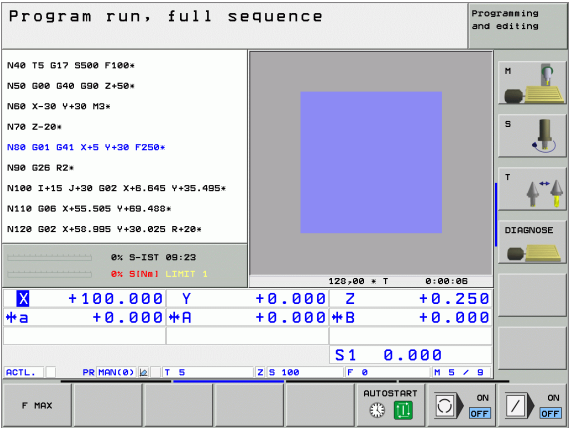 Program run, full sequence
Programming
and editing
N40 T5 G17 S500 F100*
N50 G00 G40 G90 Z+50*
N60 X-30 Y+30 M3*
N70 Z-20*
N80 G01 G41 X+5 Y+30 F250*
N90 G26 R2*
N100 I+15 J+30 G02 X+6.645 Y+35.495*
N110 G06 X+55.505 Y+69.488*
N120 G02 X+58.995 Y+30.025 R+20*
M
S
T
DIAGNOSE
0% S-IST 09:23
0% S[Nm] LIMIT 1
128,00 * T 0:00:06
X +100.000 Y +0.000 Z +0.250
a +0.000 A +0.000 B +0.000
S1 0.000
ACTL. PR MAN(0) T 5 Z S 100 F 0 M 5 / 9
F MAX
AUTOSTART
ON
OFF
ON
OFF